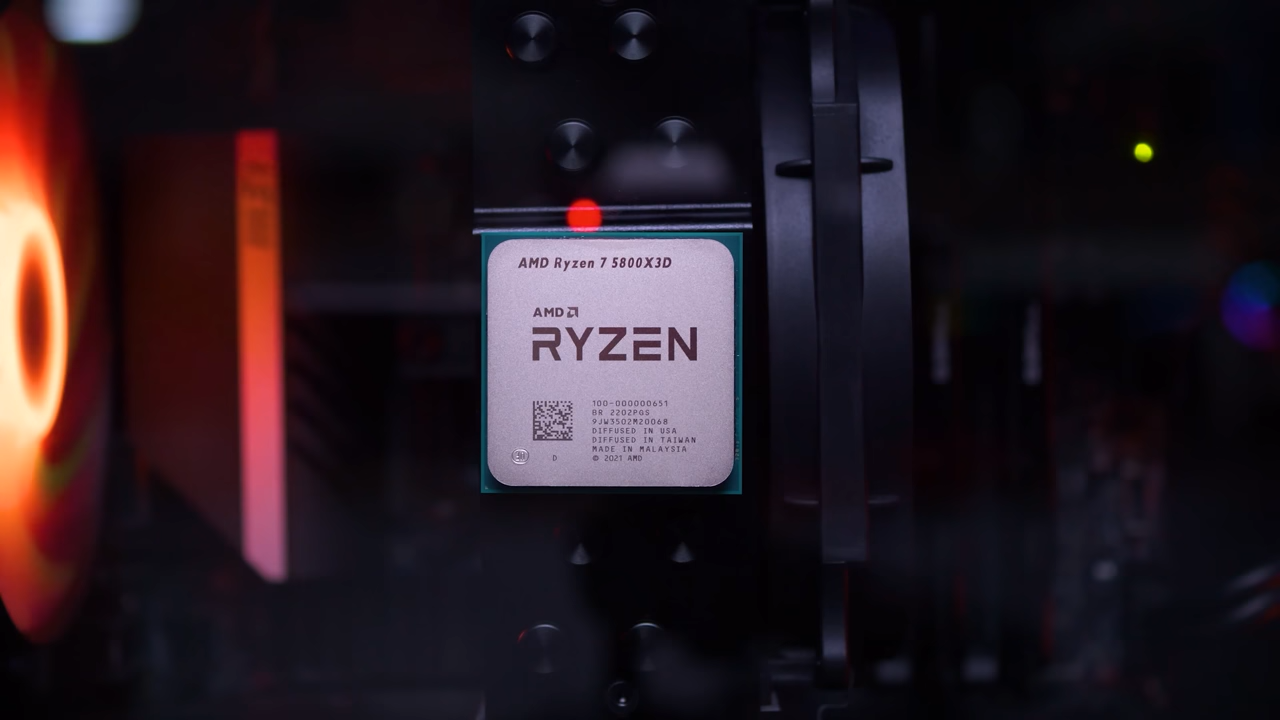 AMD Ryzen 7 5800X3D
AMD
RYZEN
100-000000651
BR 2202PGS
9JW3502M20068
DIFFUSED IN USA
DIFFUSED IN TAIWAN
MADE IN MALAYSIA
D
© 2021 AMD